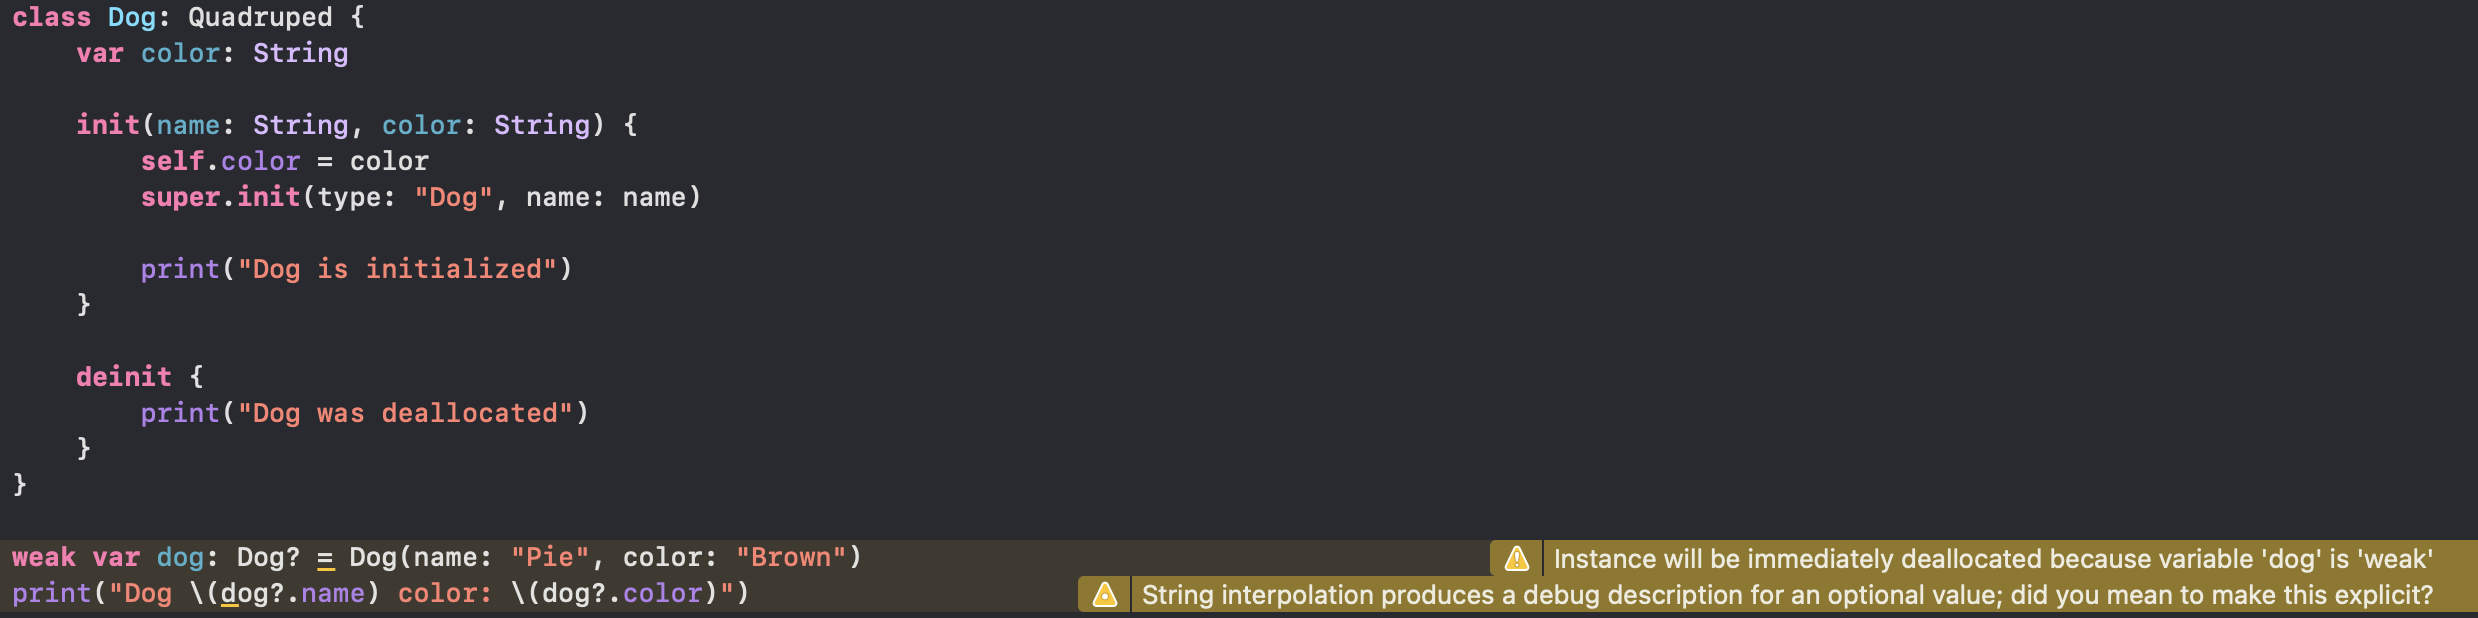 class Dog: Quadruped {
    var color: String

    init(name: String, color: String) {
        self.color = color
        super.init(type: "Dog", name: name)

        print("Dog is initialized")
    }

    deinit {
        print("Dog was deallocated")
    }
}

weak var dog: Dog? = Dog(name: "Pie", color: "Brown") Instance will be immediately deallocated because variable 'dog' is 'weak'
print("Dog \(dog?.name) color: \(dog?.color)") String interpolation produces a debug description for an optional value; did you mean to make this explicit?